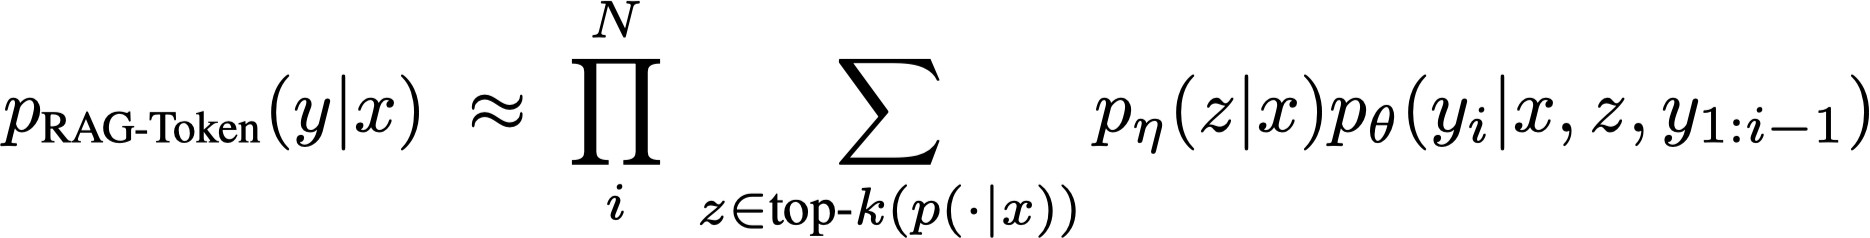 p_{RAG-Token}(y|x) ≈ ∏_{i}^{N} ∑_{z∈top-k(p(·|x))} p_η(z|x)p_θ(y_i|x, z, y_{1:i−1})